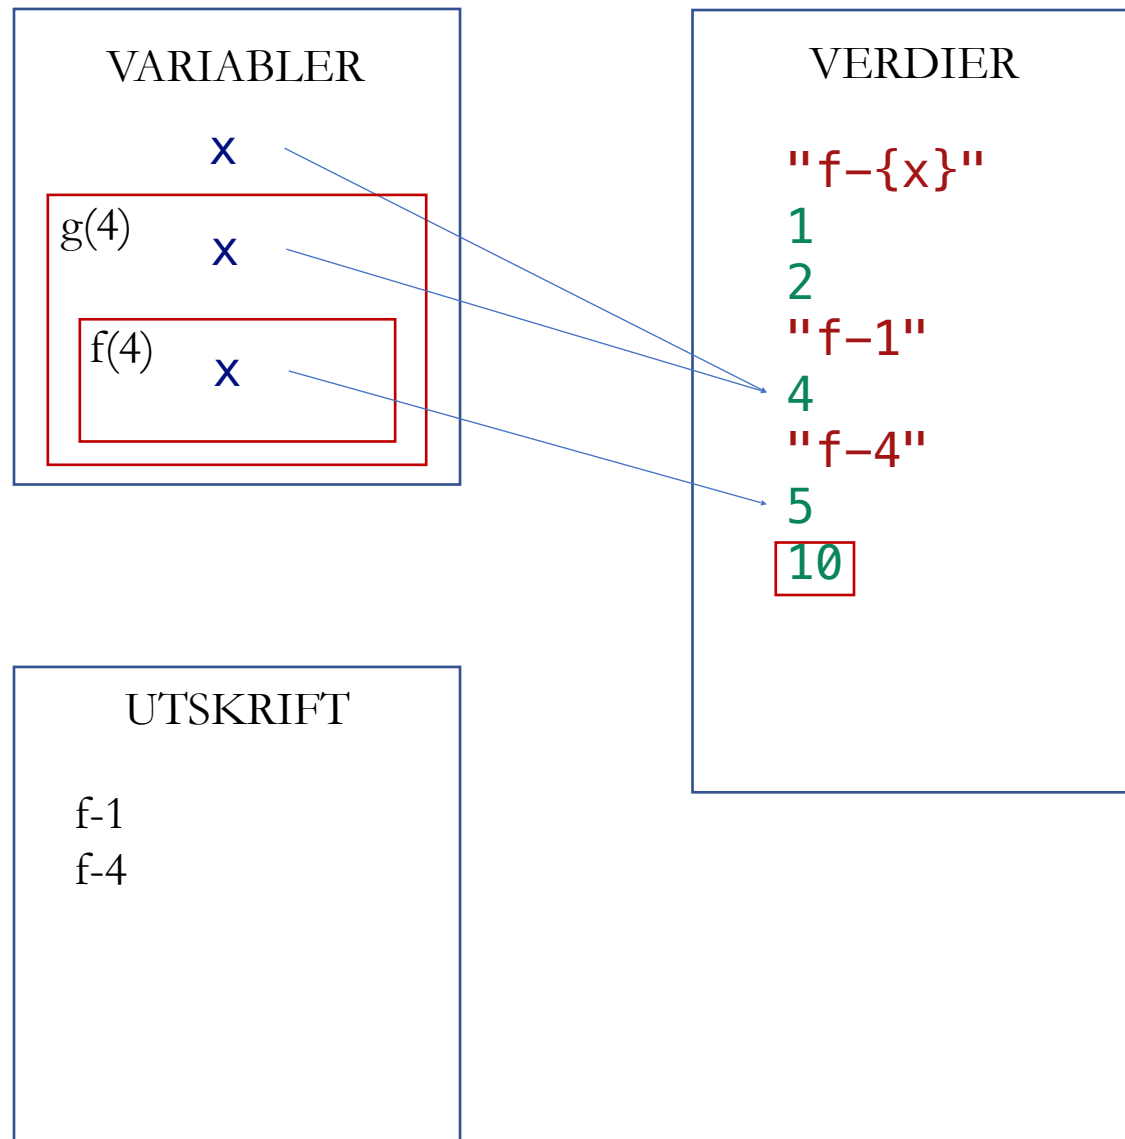 VARIABLER
x
g(4)
x
f(4)
x
VERDIER
"f-{x}"
1
2
"f-1"
4
"f-4"
5
10
UTSKRIFT
f-1
f-4